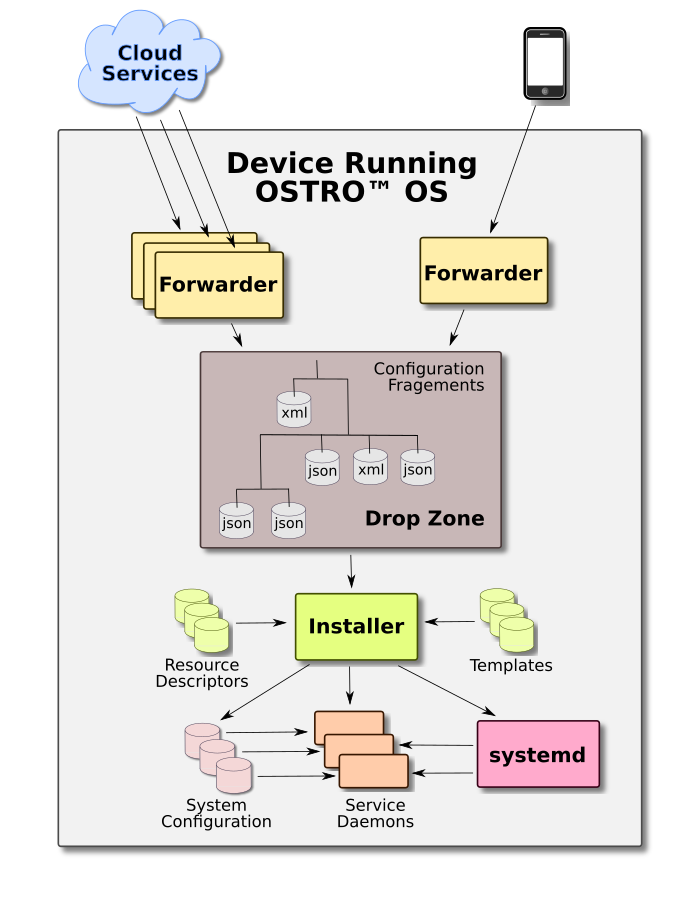 Cloud
Services
Device Running
OSTRO™ OS
Forwarder
Forwarder
Configuration
Fragements
xml
json
xml
json
json
json
Drop Zone
Installer
Resource
Descriptors
Templates
systemd
System
Configuration
Service
Daemons